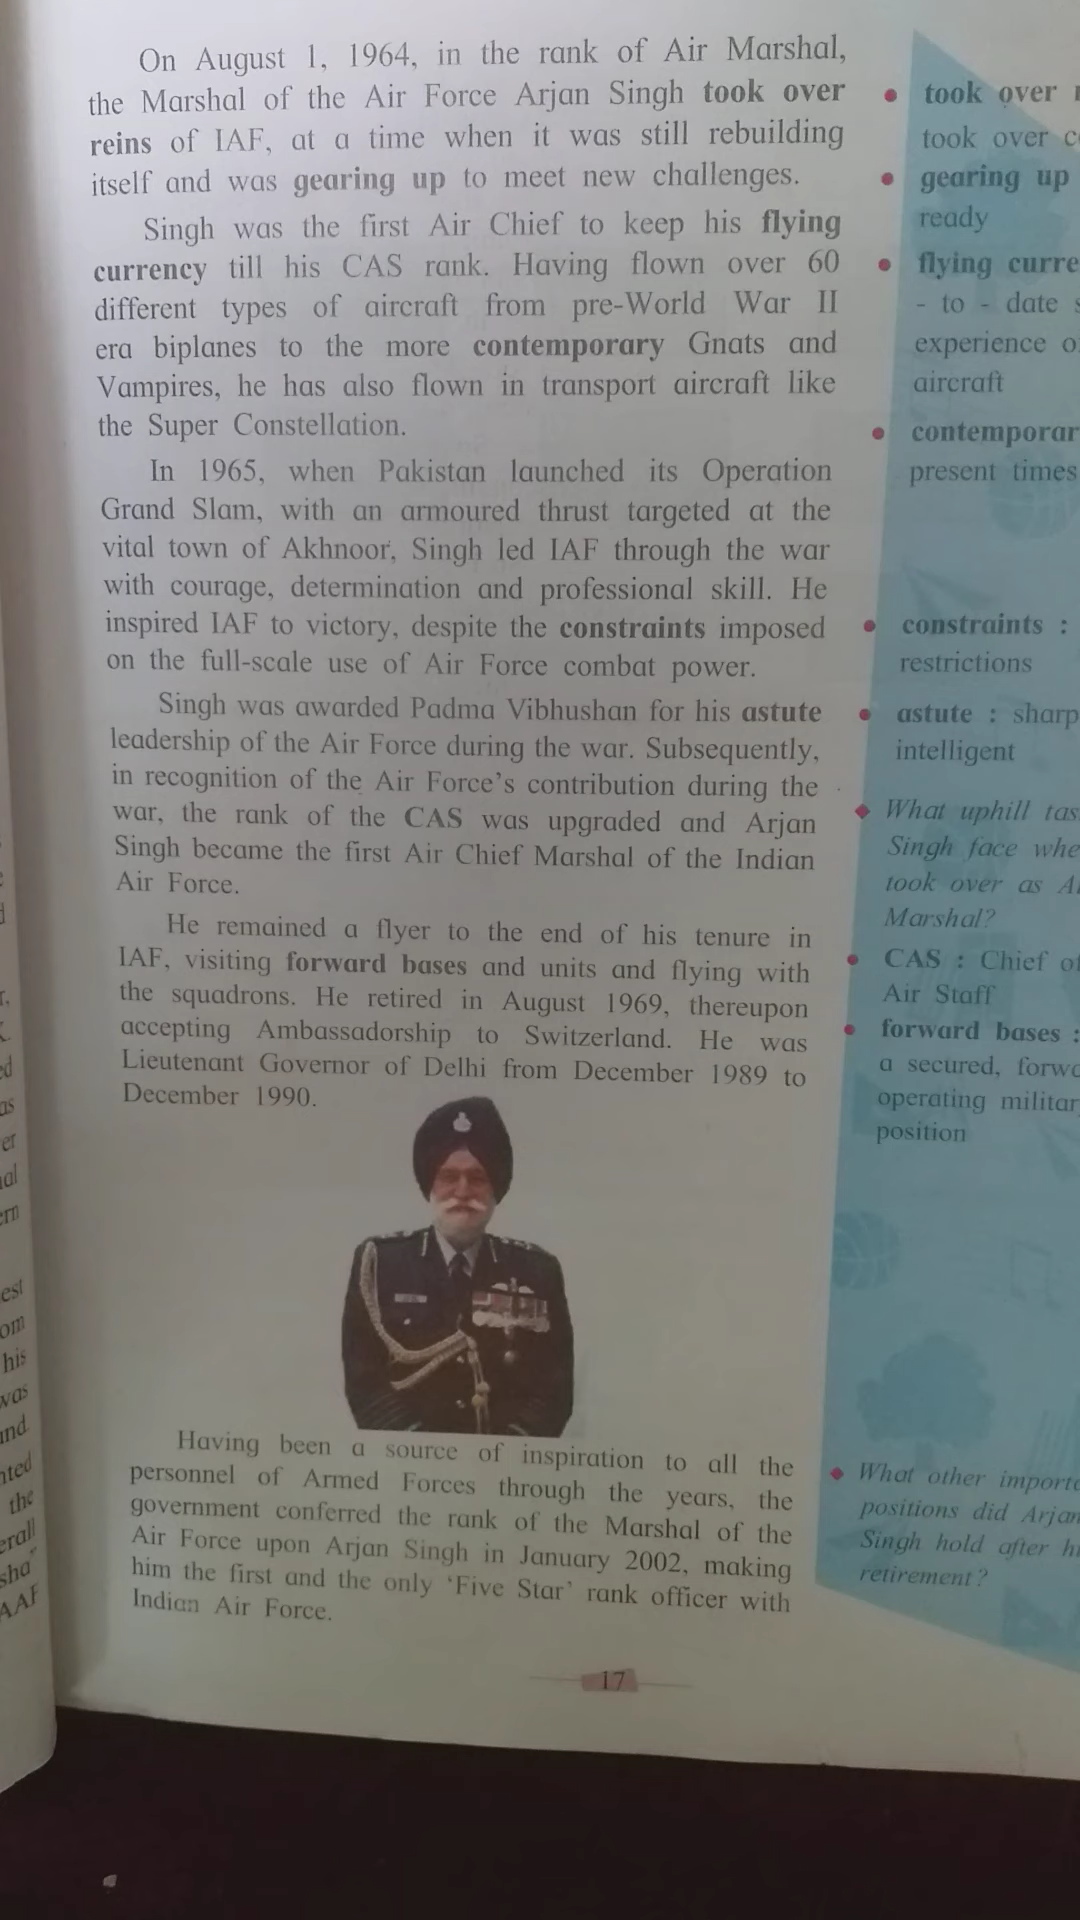 On August 1, 1964, in the rank of Air Marshal,
the Marshal of the Air Force Arjan Singh took over
reins of IAF, at a time when it was still rebuilding
itself and was gearing up to meet new challenges.
Singh was the first Air Chief to keep his flying
currency till his CAS rank. Having flown over 60
different types of aircraft from pre-World War II
era biplanes to the more contemporary Gnats and
Vampires, he has also flown in transport aircraft like
the Super Constellation.
In 1965, when Pakistan launched its Operation
Grand Slam, with an armoured thrust targeted at the
vital town of Akhnoor, Singh led IAF through the war
with courage, determination and professional skill. He
inspired IAF to victory, despite the constraints imposed
on the full-scale use of Air Force combat power.
Singh was awarded Padma Vibhushan for his astute
leadership of the Air Force during the war. Subsequently,
in recognition of the Air Force's contribution during the
war, the rank of the CAS was upgraded and Arjan
Singh became the first Air Chief Marshal of the Indian
Air Force.
He remained a flyer to the end of his tenure in
IAF, visiting forward bases and units and flying with
the squadrons. He retired in August 1969, thereupon
accepting Ambassadorship to Switzerland. He was
Lieutenant Governor of Delhi from December 1989 to
December 1990.
Having been a source of inspiration to all the
personnel of Armed Forces through the years, the
government conferred the rank of the Marshal of the
Air Force upon Arjan Singh in January 2002, making
him the first and the only 'Five Star' rank officer with
Indian Air Force.
17
took over
took over
gearing up
ready
flying
- to - date
experience
aircraft
present times
constraints :
restrictions
astute : sharp
intelligent
What uphill
Singh face
took over as
Marshal?
CAS : Chief of
Air Staff
forward bases :
a secured,
operating
position
What other
positions did
Singh hold after
retirement?
his
the